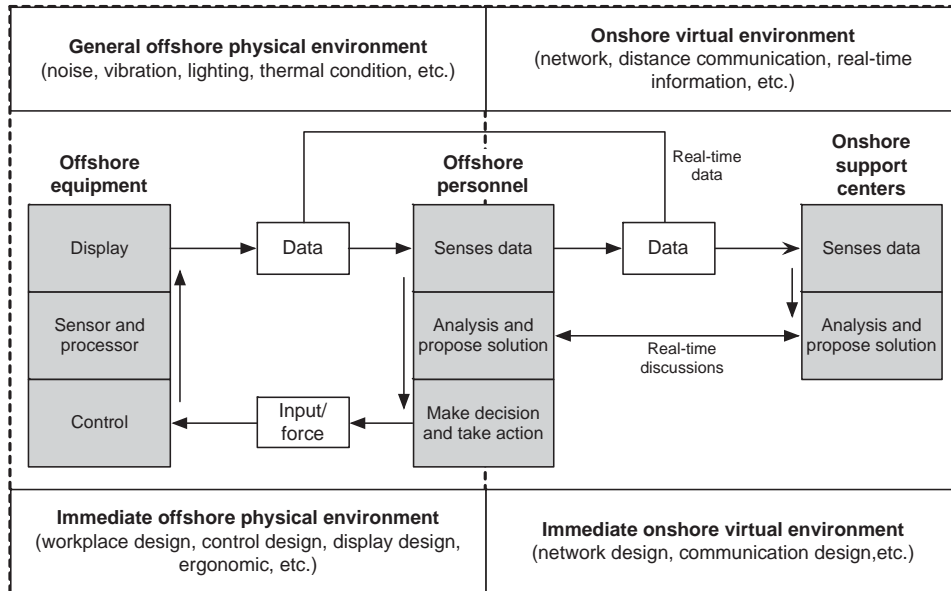 General offshore physical environment
(noise, vibration, lighting, thermal condition, etc.)
Onshore virtual environment
(network, distance communication, real-time
information, etc.)
Offshore
equipment
Offshore
personnel
Real-time
data
Onshore
support
centers
Display
Data
Senses data
Data
Senses data
Sensor and
processor
Analysis and
propose solution
Real-time
discussions
Analysis and
propose solution
Control
Input/
force
Make decision
and take action
Immediate offshore physical environment
(workplace design, control design, display design,
ergonomic, etc.)
Immediate onshore virtual environment
(network design, communication design,etc.)